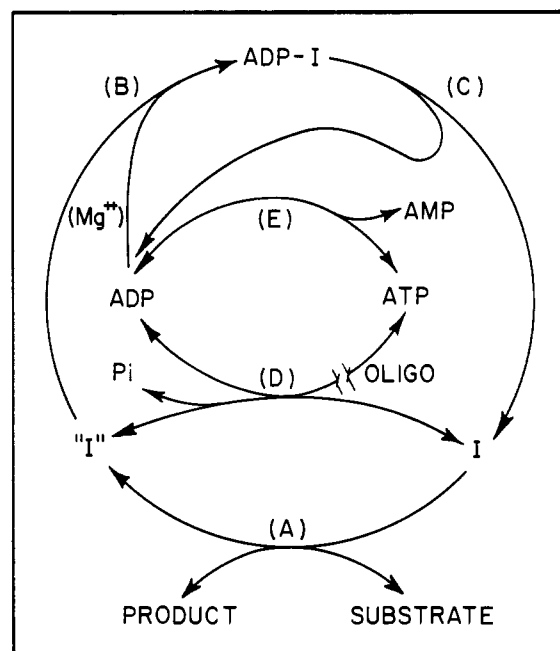 ADP-I
(B) (C)
(Mg++)
(E) AMP
ADP ATP
Pi (D) OLIGO
"I" I
(A)
PRODUCT SUBSTRATE